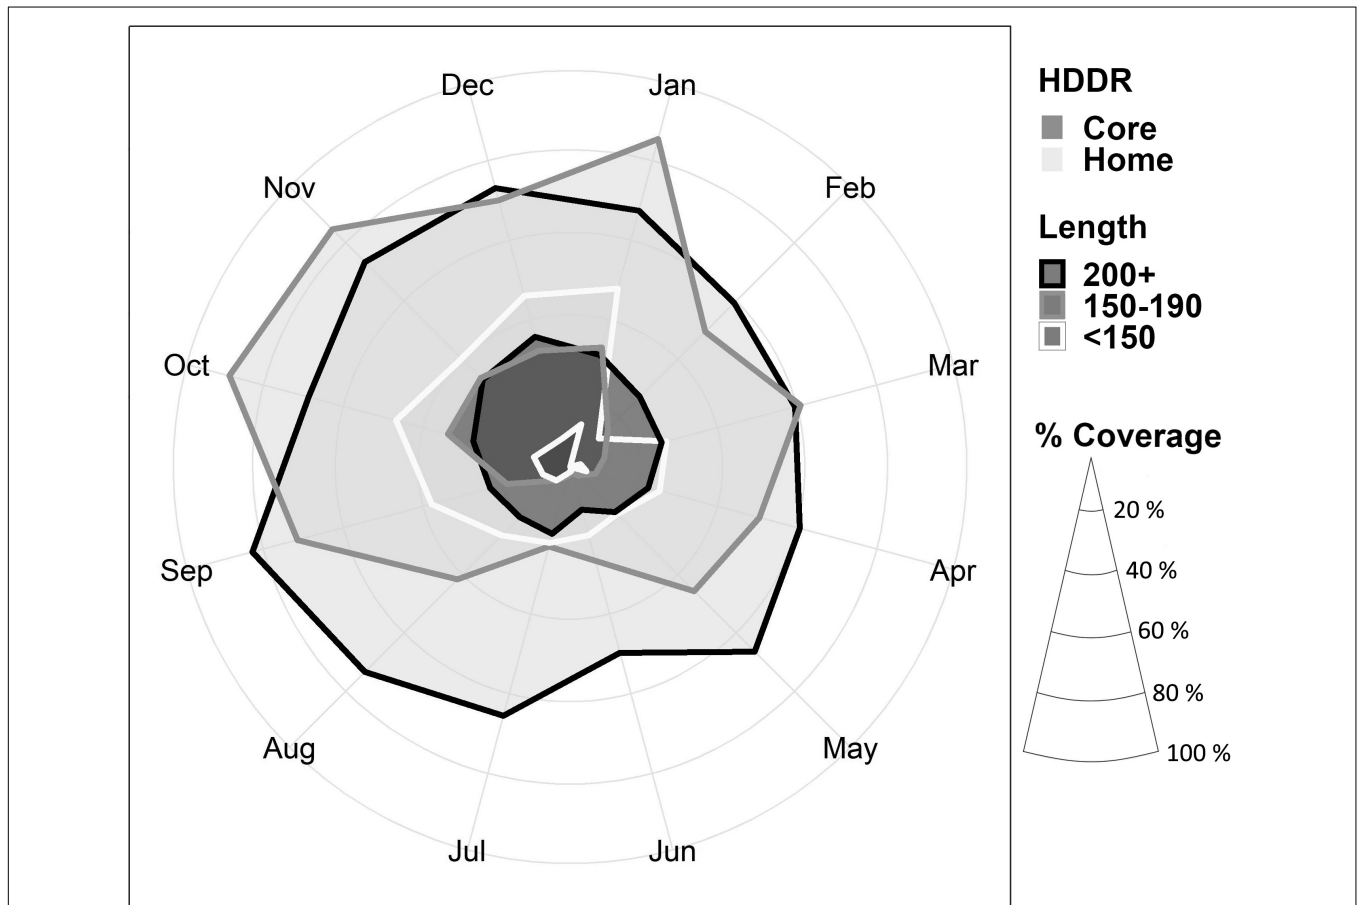 Dec
Jan
Nov
Feb
Oct
Mar
Sep
Apr
Aug
May
Jul
Jun
HDDR
Core
Home
Length
200+
150-190
<150
% Coverage
20 %
40 %
60 %
80 %
100 %